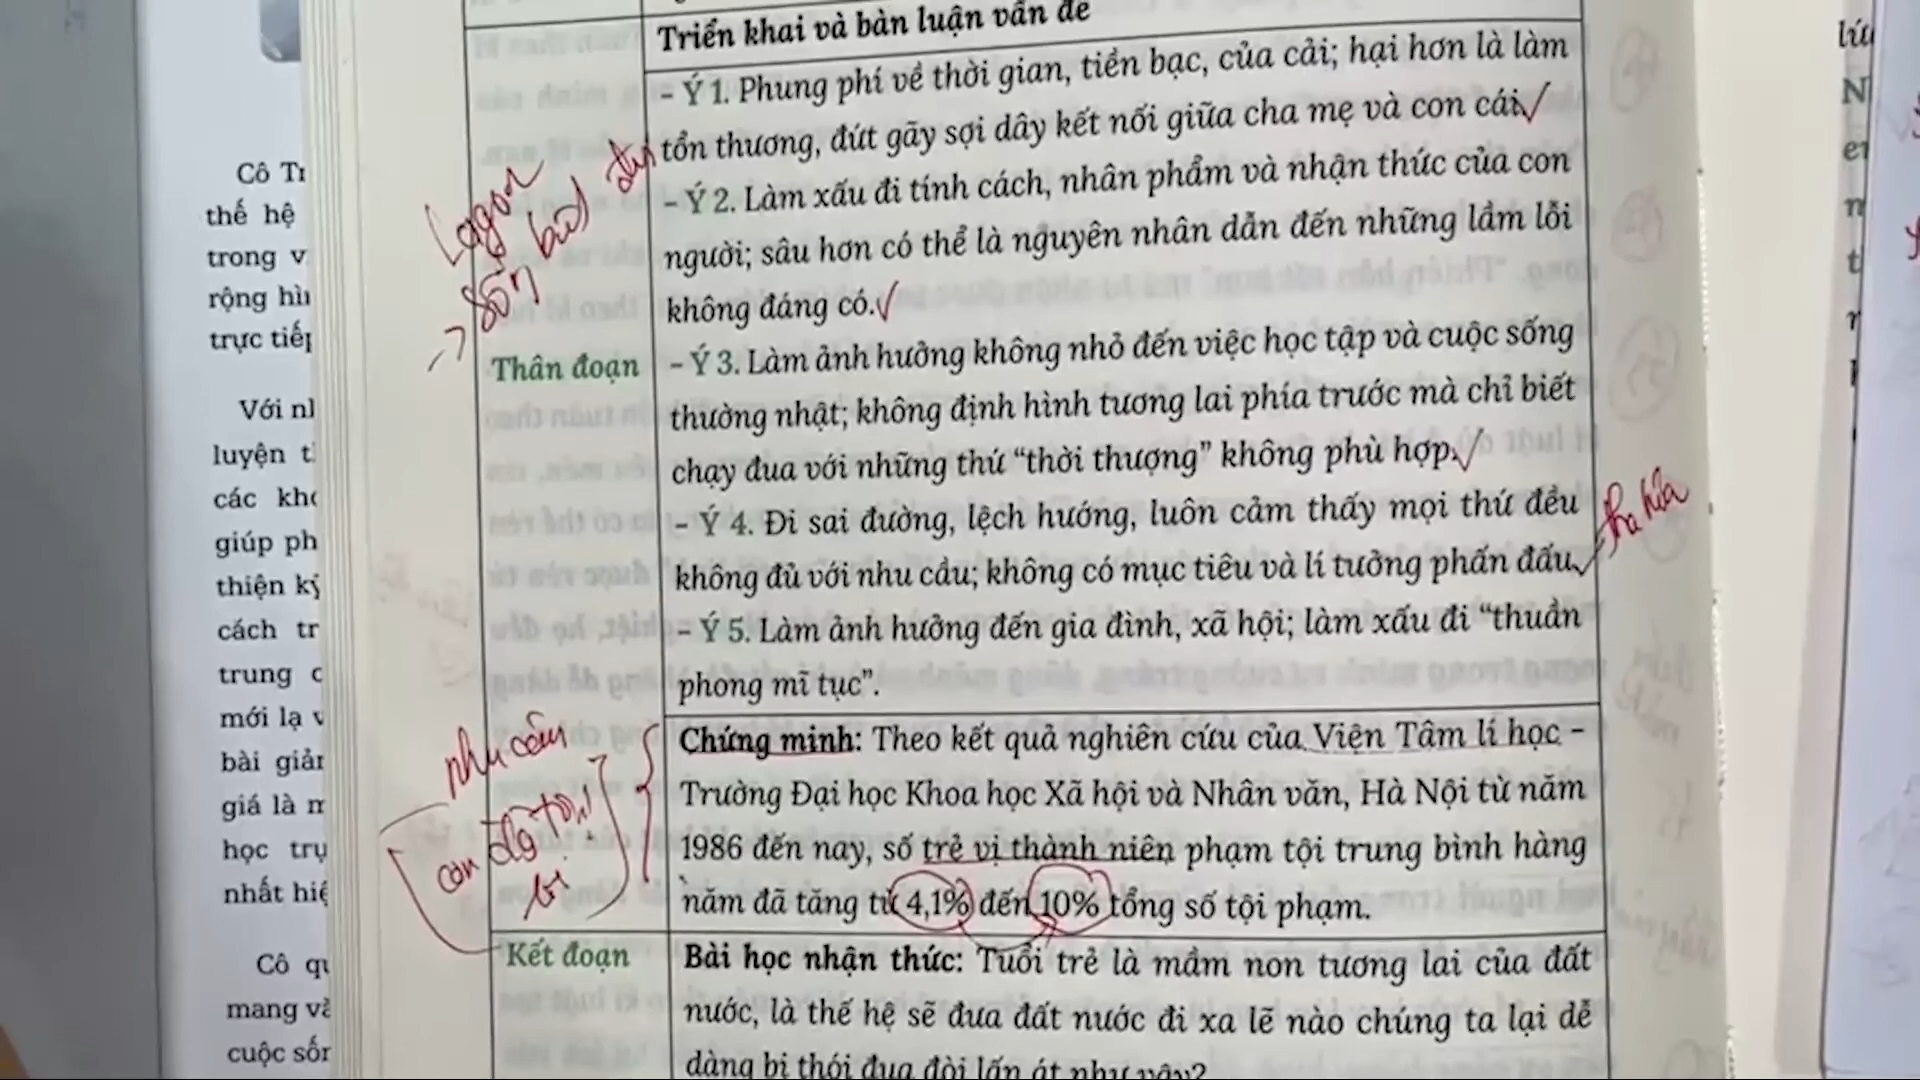 Triển khai và bàn luận vấn đề
– Ý 1. Phung phí về thời gian, tiền bạc, của cải; hại hơn là làm
tổn thương, đứt gãy sợi dây kết nối giữa cha mẹ và con cái.
– Ý 2. Làm xấu đi tính cách, nhân phẩm và nhận thức của con
người; sâu hơn có thể là nguyên nhân dẫn đến những lầm lỗi
không đáng có.
Thân đoạn
– Ý 3. Làm ảnh hưởng không nhỏ đến việc học tập và cuộc sống
thường nhật; không định hình tương lai phía trước mà chỉ biết
chạy đua với những thứ “thời thượng” không phù hợp.
– Ý 4. Đi sai đường, lệch hướng, luôn cảm thấy mọi thứ đều
không đủ với nhu cầu; không có mục tiêu và lí tưởng phấn đấu.
tha hóa
– Ý 5. Làm ảnh hưởng đến gia đình, xã hội; làm xấu đi “thuần
phong mĩ tục”.
Chứng minh: Theo kết quả nghiên cứu của Viện Tâm lí học –
Trường Đại học Khoa học Xã hội và Nhân văn, Hà Nội từ năm
1986 đến nay, số trẻ vị thành niên phạm tội trung bình hàng
năm đã tăng từ 4,1% đến 10% tổng số tội phạm.
nhu cầu
Kết đoạn
Bài học nhận thức: Tuổi trẻ là mầm non tương lai của đất
nước, là thế hệ sẽ đưa đất nước đi xa lẽ nào chúng ta lại dễ
dàng bị thói đua đòi lấn át như vậy?
Cô
thế hệ
trong
rộng
trực
Với
luyện
các
giúp
thiện
cách
trung
mới lạ
bài
giá là
học
nhất
Cô
mang
cuộc